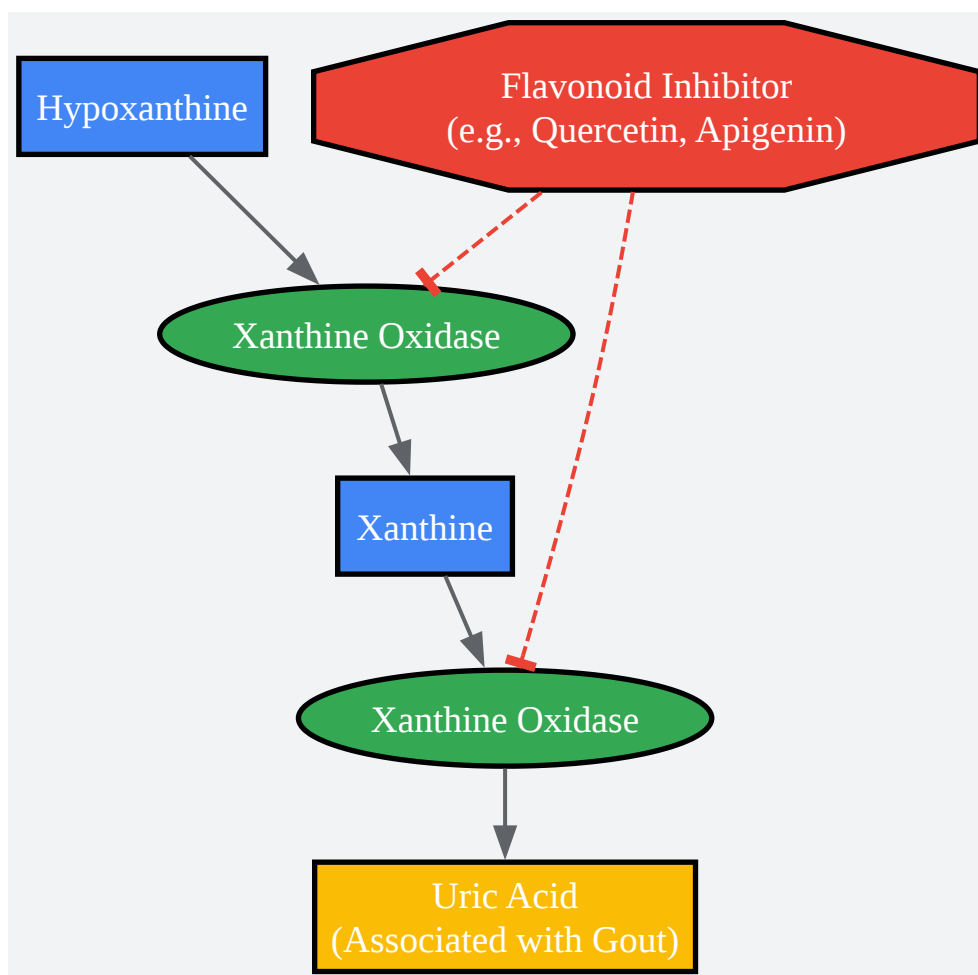 Hypoxanthine
Flavonoid Inhibitor
(e.g., Quercetin, Apigenin)
Xanthine Oxidase
Xanthine
Xanthine Oxidase
Uric Acid
(Associated with Gout)